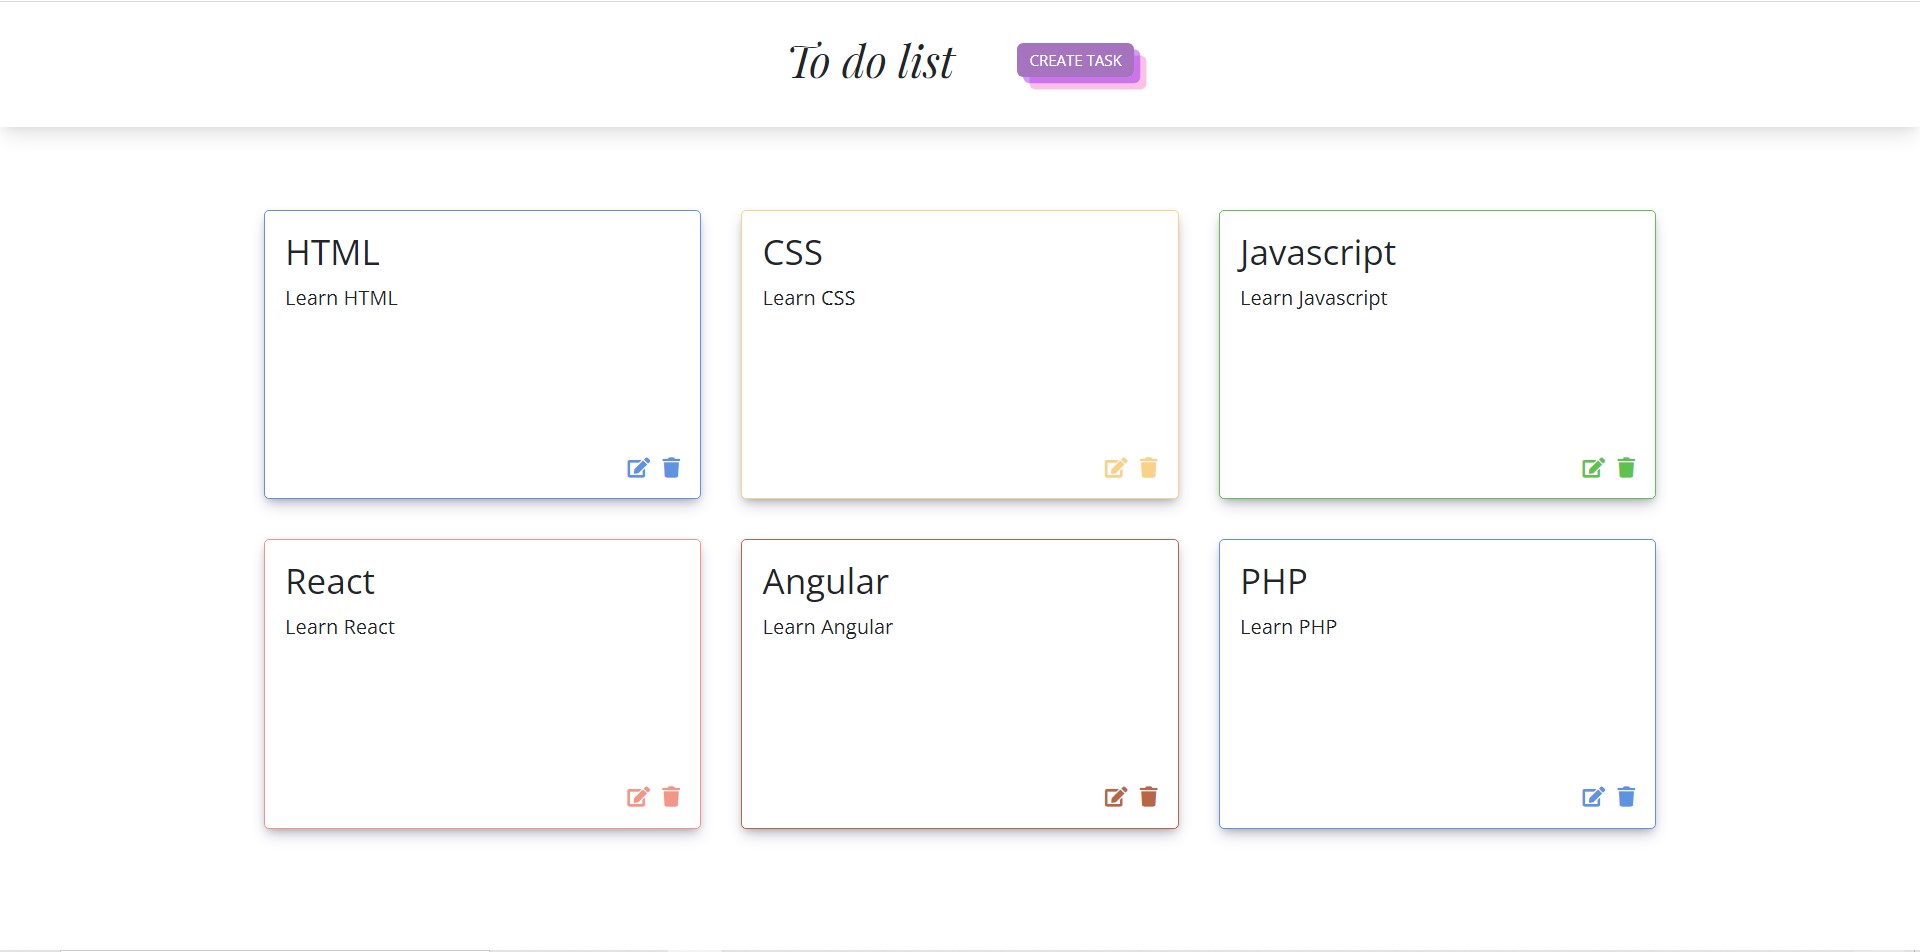 To do list
CREATE TASK
HTML
Learn HTML
CSS
Learn CSS
Javascript
Learn Javascript
React
Learn React
Angular
Learn Angular
PHP
Learn PHP